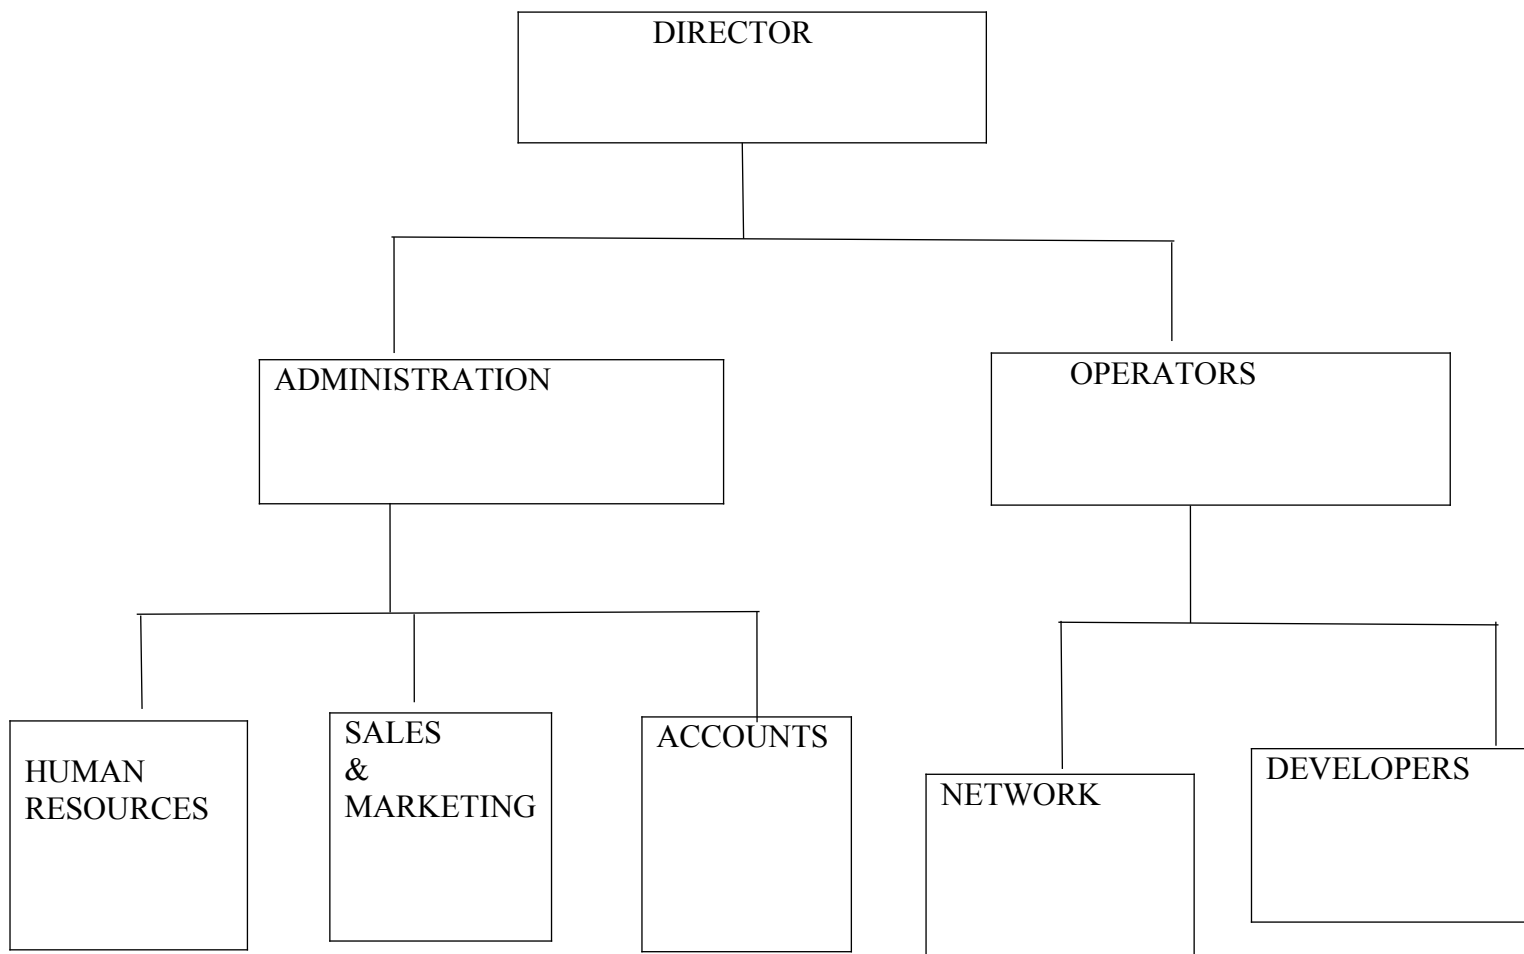 DIRECTOR
ADMINISTRATION
OPERATORS
HUMAN
RESOURCES
SALES
&
MARKETING
ACCOUNTS
NETWORK
DEVELOPERS